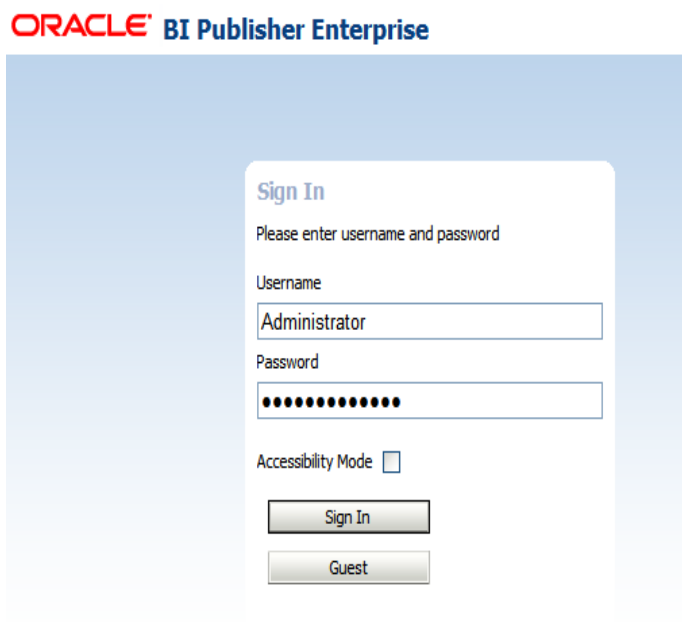 ORACLE BI Publisher Enterprise
Sign In
Please enter username and password
Username
Administrator
Password
•••••••••••••
Accessibility Mode
Sign In
Guest